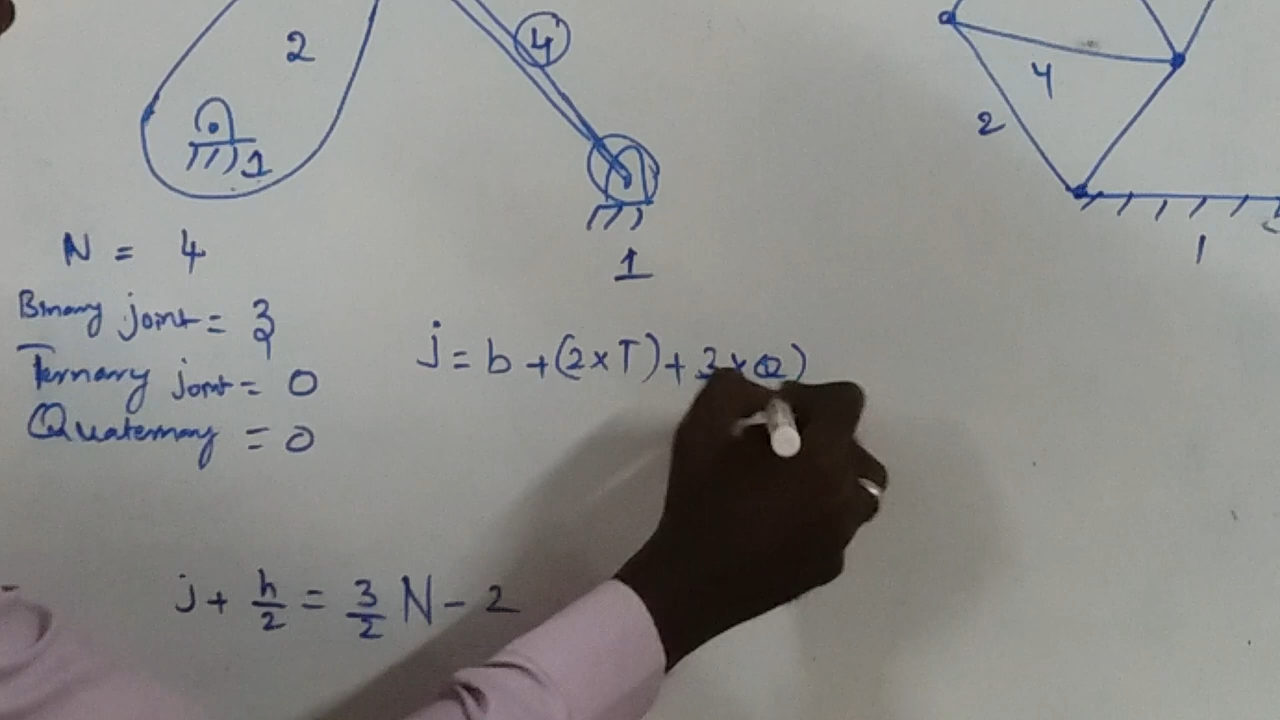 2
4
1
1
4
2
1
N = 4
Binary joint = 3
Ternary joint = 0
Quaternary = 0
j = b + (2 × T) + 3 × Q)
j + h/2 = 3/2 N - 2